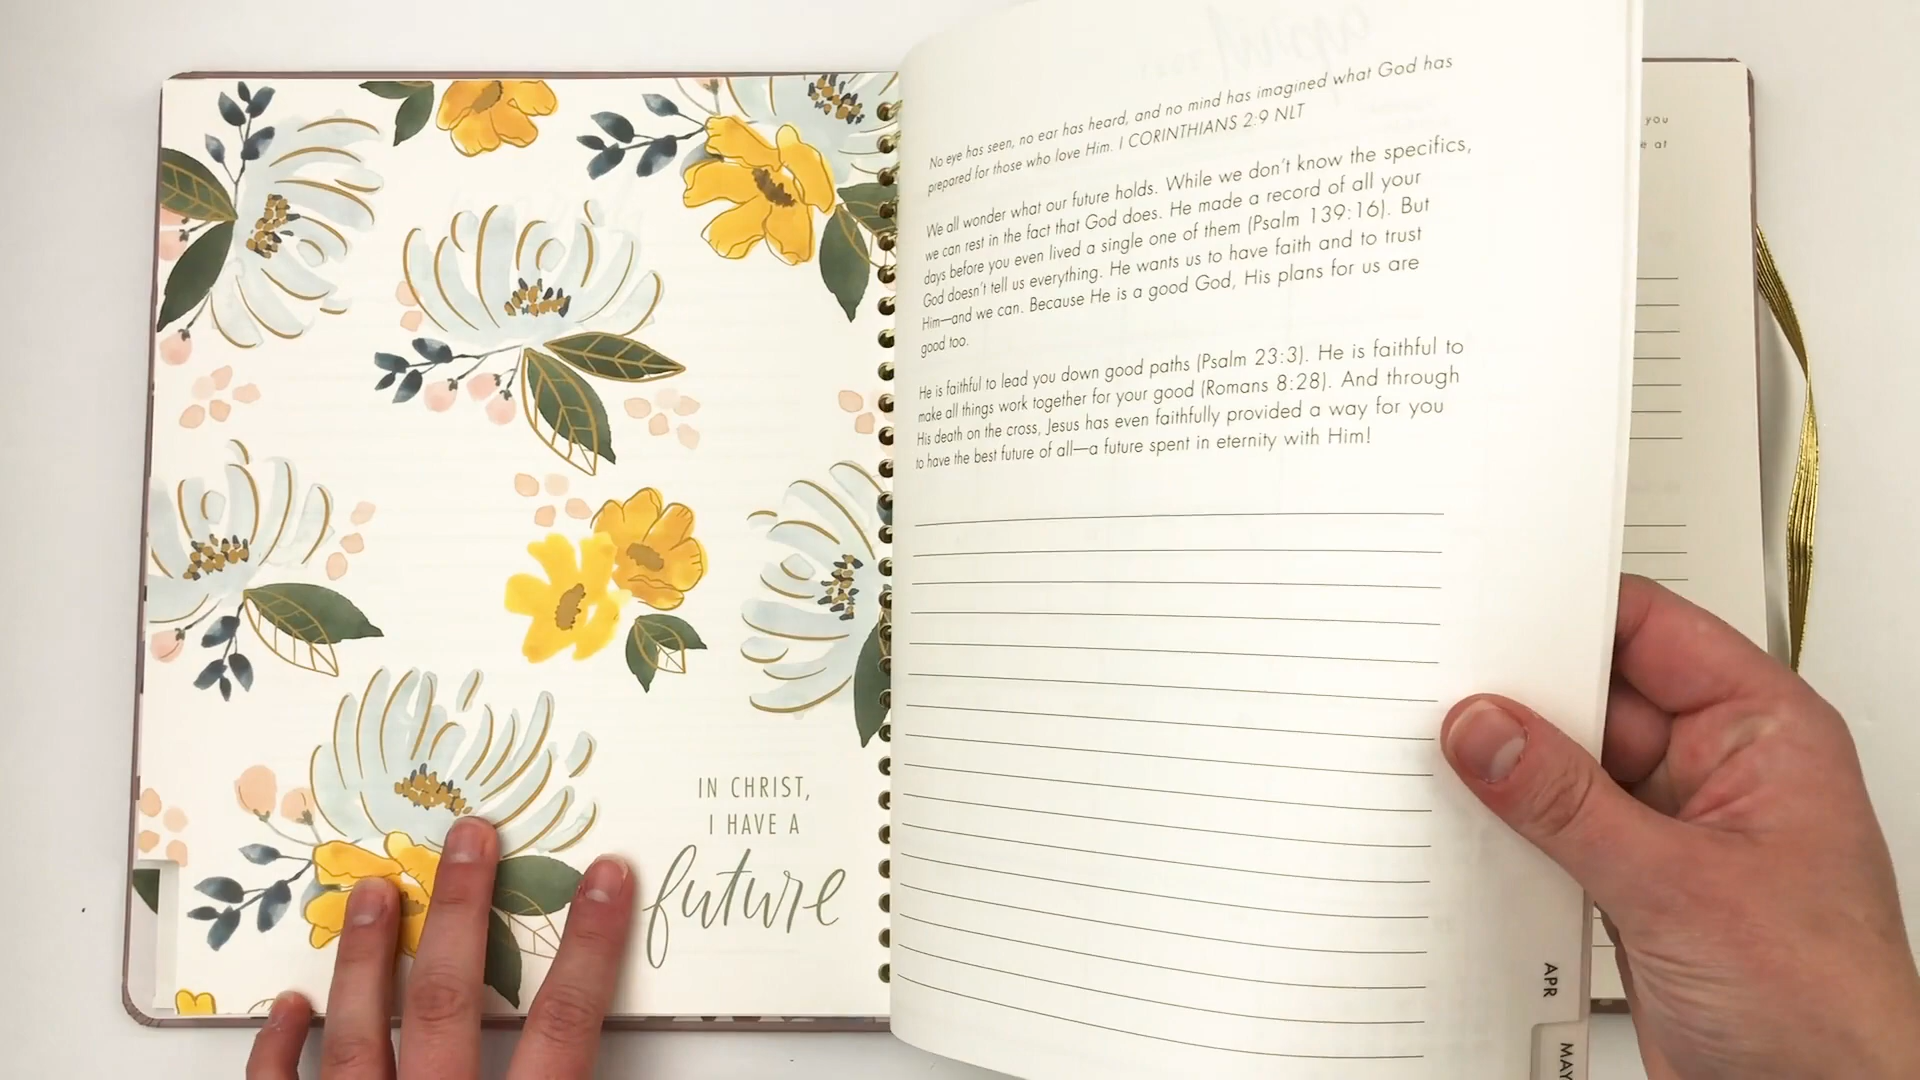 IN CHRIST,
I HAVE A
future
No eye has seen, no ear has heard, and no mind has imagined what God has
prepared for those who love Him. I CORINTHIANS 2:9 NLT
We all wonder what our future holds. While we don't know the specifics,
we can rest in the fact that God does. He made a record of all your
days before you even lived a single one of them (Psalm 139:16). But
God doesn't tell us everything. He wants us to have faith and to trust
Him—and we can. Because He is a good God, His plans for us are
good too.
He is faithful to lead you down good paths (Psalm 23:3). He is faithful to
make all things work together for your good (Romans 8:28). And through
His death on the cross, Jesus has even faithfully provided a way for you
to have the best future of all—a future spent in eternity with Him!
APR
MAY
you
at